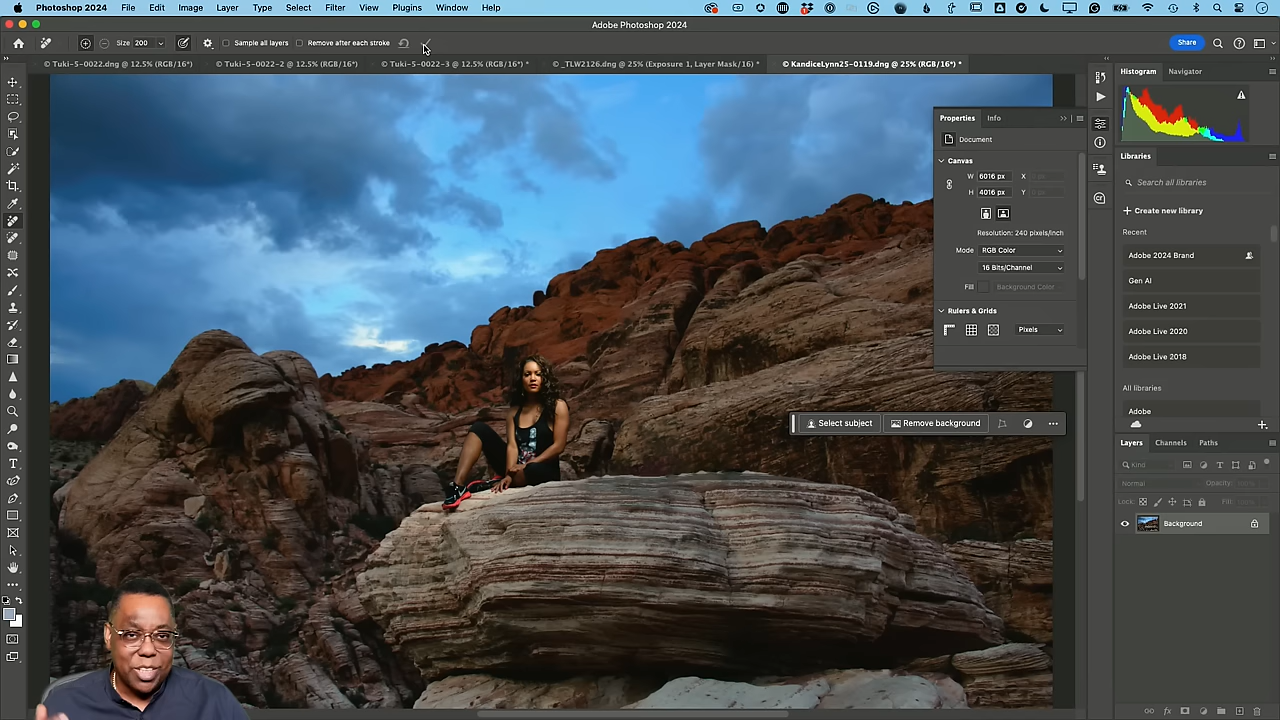 Photoshop 2024 File Edit Image Layer Type Select Filter View Plugins Window Help
Adobe Photoshop 2024
Size 200 Sample all layers Remove after each stroke Share
© Tuki-5-0022.dng @ 12.5% (RGB/16*) © Tuki-5-0022-2 @ 12.5% (RGB/16*) © Tuki-5-0022-3 @ 12.5% (RGB/16*) * © _TLW2126.dng @ 25% (Exposure 1, Layer Mask/16) * © KandiceLynn25-0119.dng @ 25% (RGB/16*) *
Histogram Navigator
Properties Info
Document
Canvas
W 6016 px X
H 4016 px Y
Resolution: 240 pixels/inch
Mode RGB Color
16 Bits/Channel
Fill Background Color
Rulers & Grids
Pixels
Select subject Remove background
Libraries
Search all libraries
Create new library
Recent
Adobe 2024 Brand
Gen AI
Adobe Live 2021
Adobe Live 2020
Adobe Live 2018
All libraries
Adobe
Layers Channels Paths
Kind
Normal Opacity:
Lock: Fill:
Background